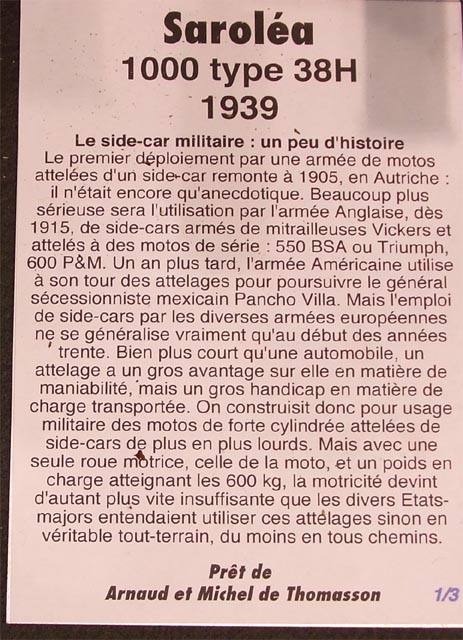 Saroléa
1000 type 38H
1939
Le side-car militaire : un peu d'histoire
Le premier déploiement par une armée de motos
attelées d'un side-car remonte à 1905, en Autriche :
il n'était encore qu'anecdotique. Beaucoup plus
sérieuse sera l'utilisation par l'armée Anglaise, dès
1915, de side-cars armés de mitrailleuses Vickers et
attelés à des motos de série : 550 BSA ou Triumph,
600 P&M. Un an plus tard, l'armée Américaine utilise
à son tour des attelages pour poursuivre le général
sécessionniste mexicain Pancho Villa. Mais l'emploi
de side-cars par les diverses armées européennes
ne se généralise vraiment qu'au début des années
trente. Bien plus court qu'une automobile, un
attelage a un gros avantage sur elle en matière de
maniabilité, mais un gros handicap en matière de
charge transportée. On construisit donc pour usage
militaire des motos de forte cylindrée attelées de
side-cars de plus en plus lourds. Mais avec une
seule roue motrice, celle de la moto, et un poids en
charge atteignant les 600 kg, la motricité devint
d'autant plus vite insuffisante que les divers Etats-
majors entendaient utiliser ces attelages sinon en
véritable tout-terrain, du moins en tous chemins.
Prêt de
Arnaud et Michel de Thomasson
1/3